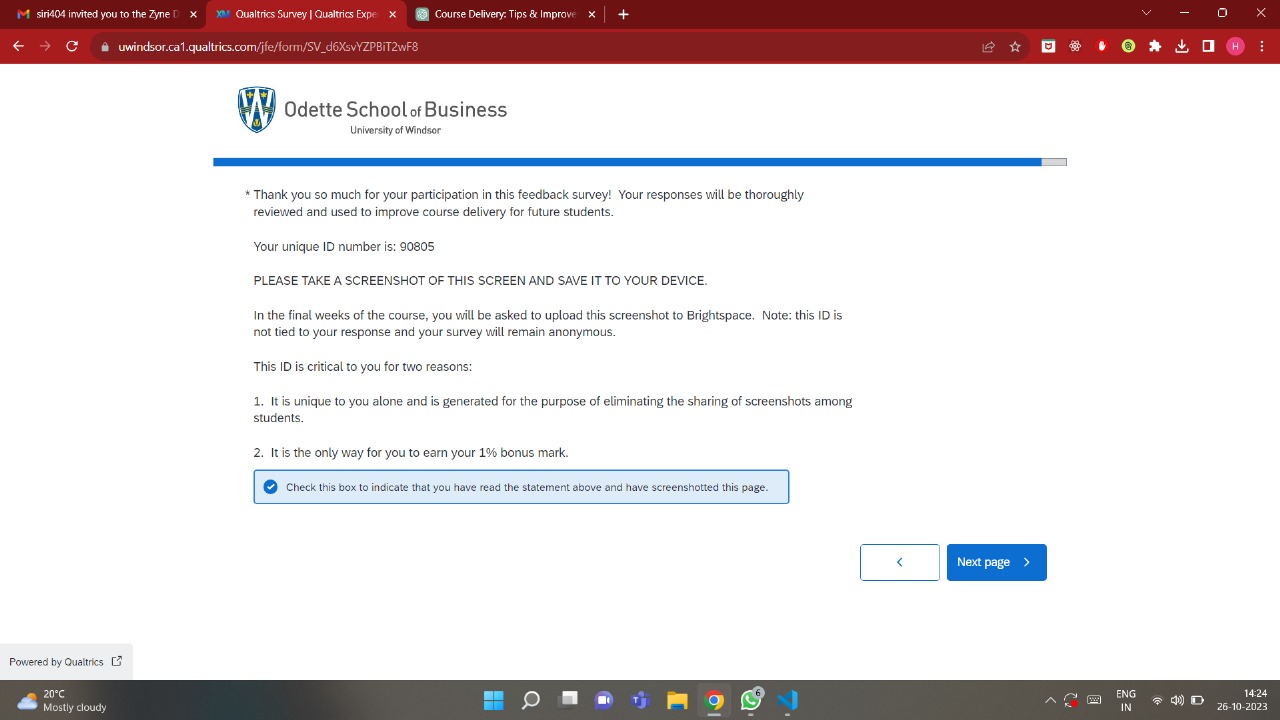 siri404 invited you to the Zyne D
Qualtrics Survey | Qualtrics Expe
Course Delivery: Tips & Improve
uwindsor.ca1.qualtrics.com/jfe/form/SV_d6XsvYZPBiT2wF8
H
W
Odette School of Business
University of Windsor
* Thank you so much for your participation in this feedback survey!  Your responses will be thoroughly
reviewed and used to improve course delivery for future students.
Your unique ID number is: 90805
PLEASE TAKE A SCREENSHOT OF THIS SCREEN AND SAVE IT TO YOUR DEVICE.
In the final weeks of the course, you will be asked to upload this screenshot to Brightspace.  Note: this ID is
not tied to your response and your survey will remain anonymous.
This ID is critical to you for two reasons:
1.  It is unique to you alone and is generated for the purpose of eliminating the sharing of screenshots among
students.
2.  It is the only way for you to earn your 1% bonus mark.
Check this box to indicate that you have read the statement above and have screenshotted this page.
Next page
Powered by Qualtrics
20°C
Mostly cloudy
6
ENG
IN
14:24
26-10-2023